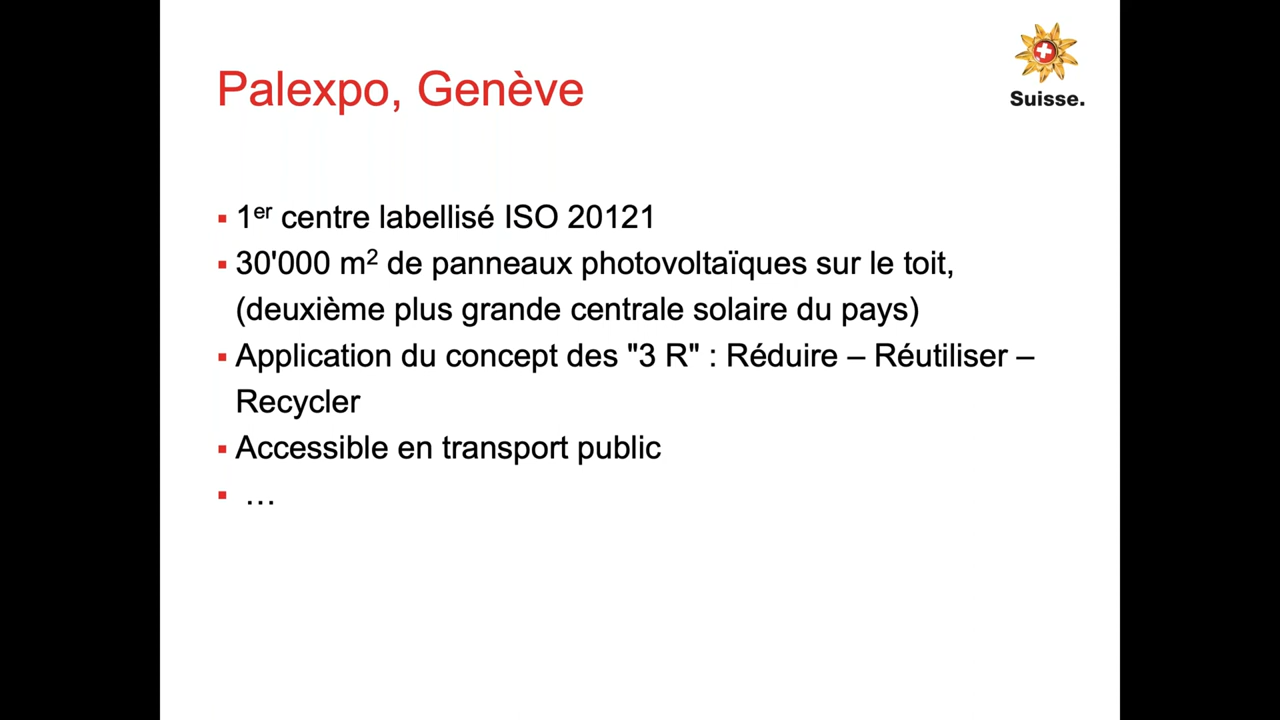 Palexpo, Genève
Suisse.
1er centre labellisé ISO 20121
30'000 m² de panneaux photovoltaïques sur le toit,
(deuxième plus grande centrale solaire du pays)
Application du concept des "3 R" : Réduire – Réutiliser –
Recycler
Accessible en transport public
…